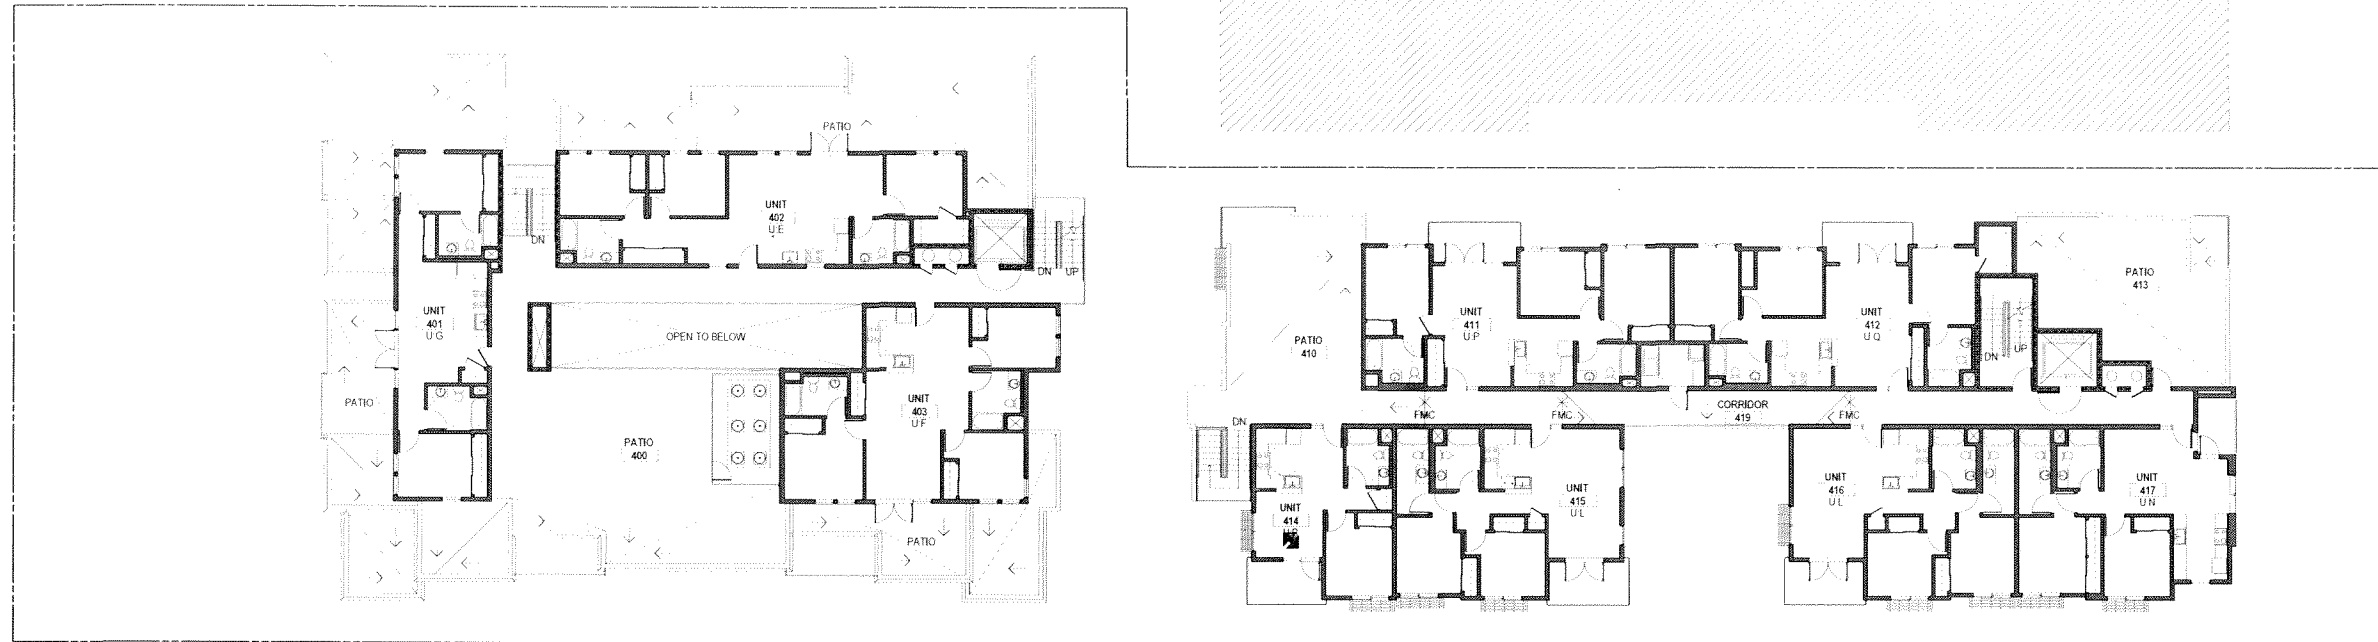 PATIO
UNIT
402
U E
DN
DN
UP
UNIT
401
U G
OPEN TO BELOW
PATIO
UNIT
403
U F
PATIO
400
PATIO
PATIO
413
UNIT
411
U P
UNIT
412
U Q
PATIO
410
DN
UP
CORRIDOR
419
FMC
FMC
FMC
DN
UNIT
414
UNIT
415
U L
UNIT
416
U L
UNIT
417
U N